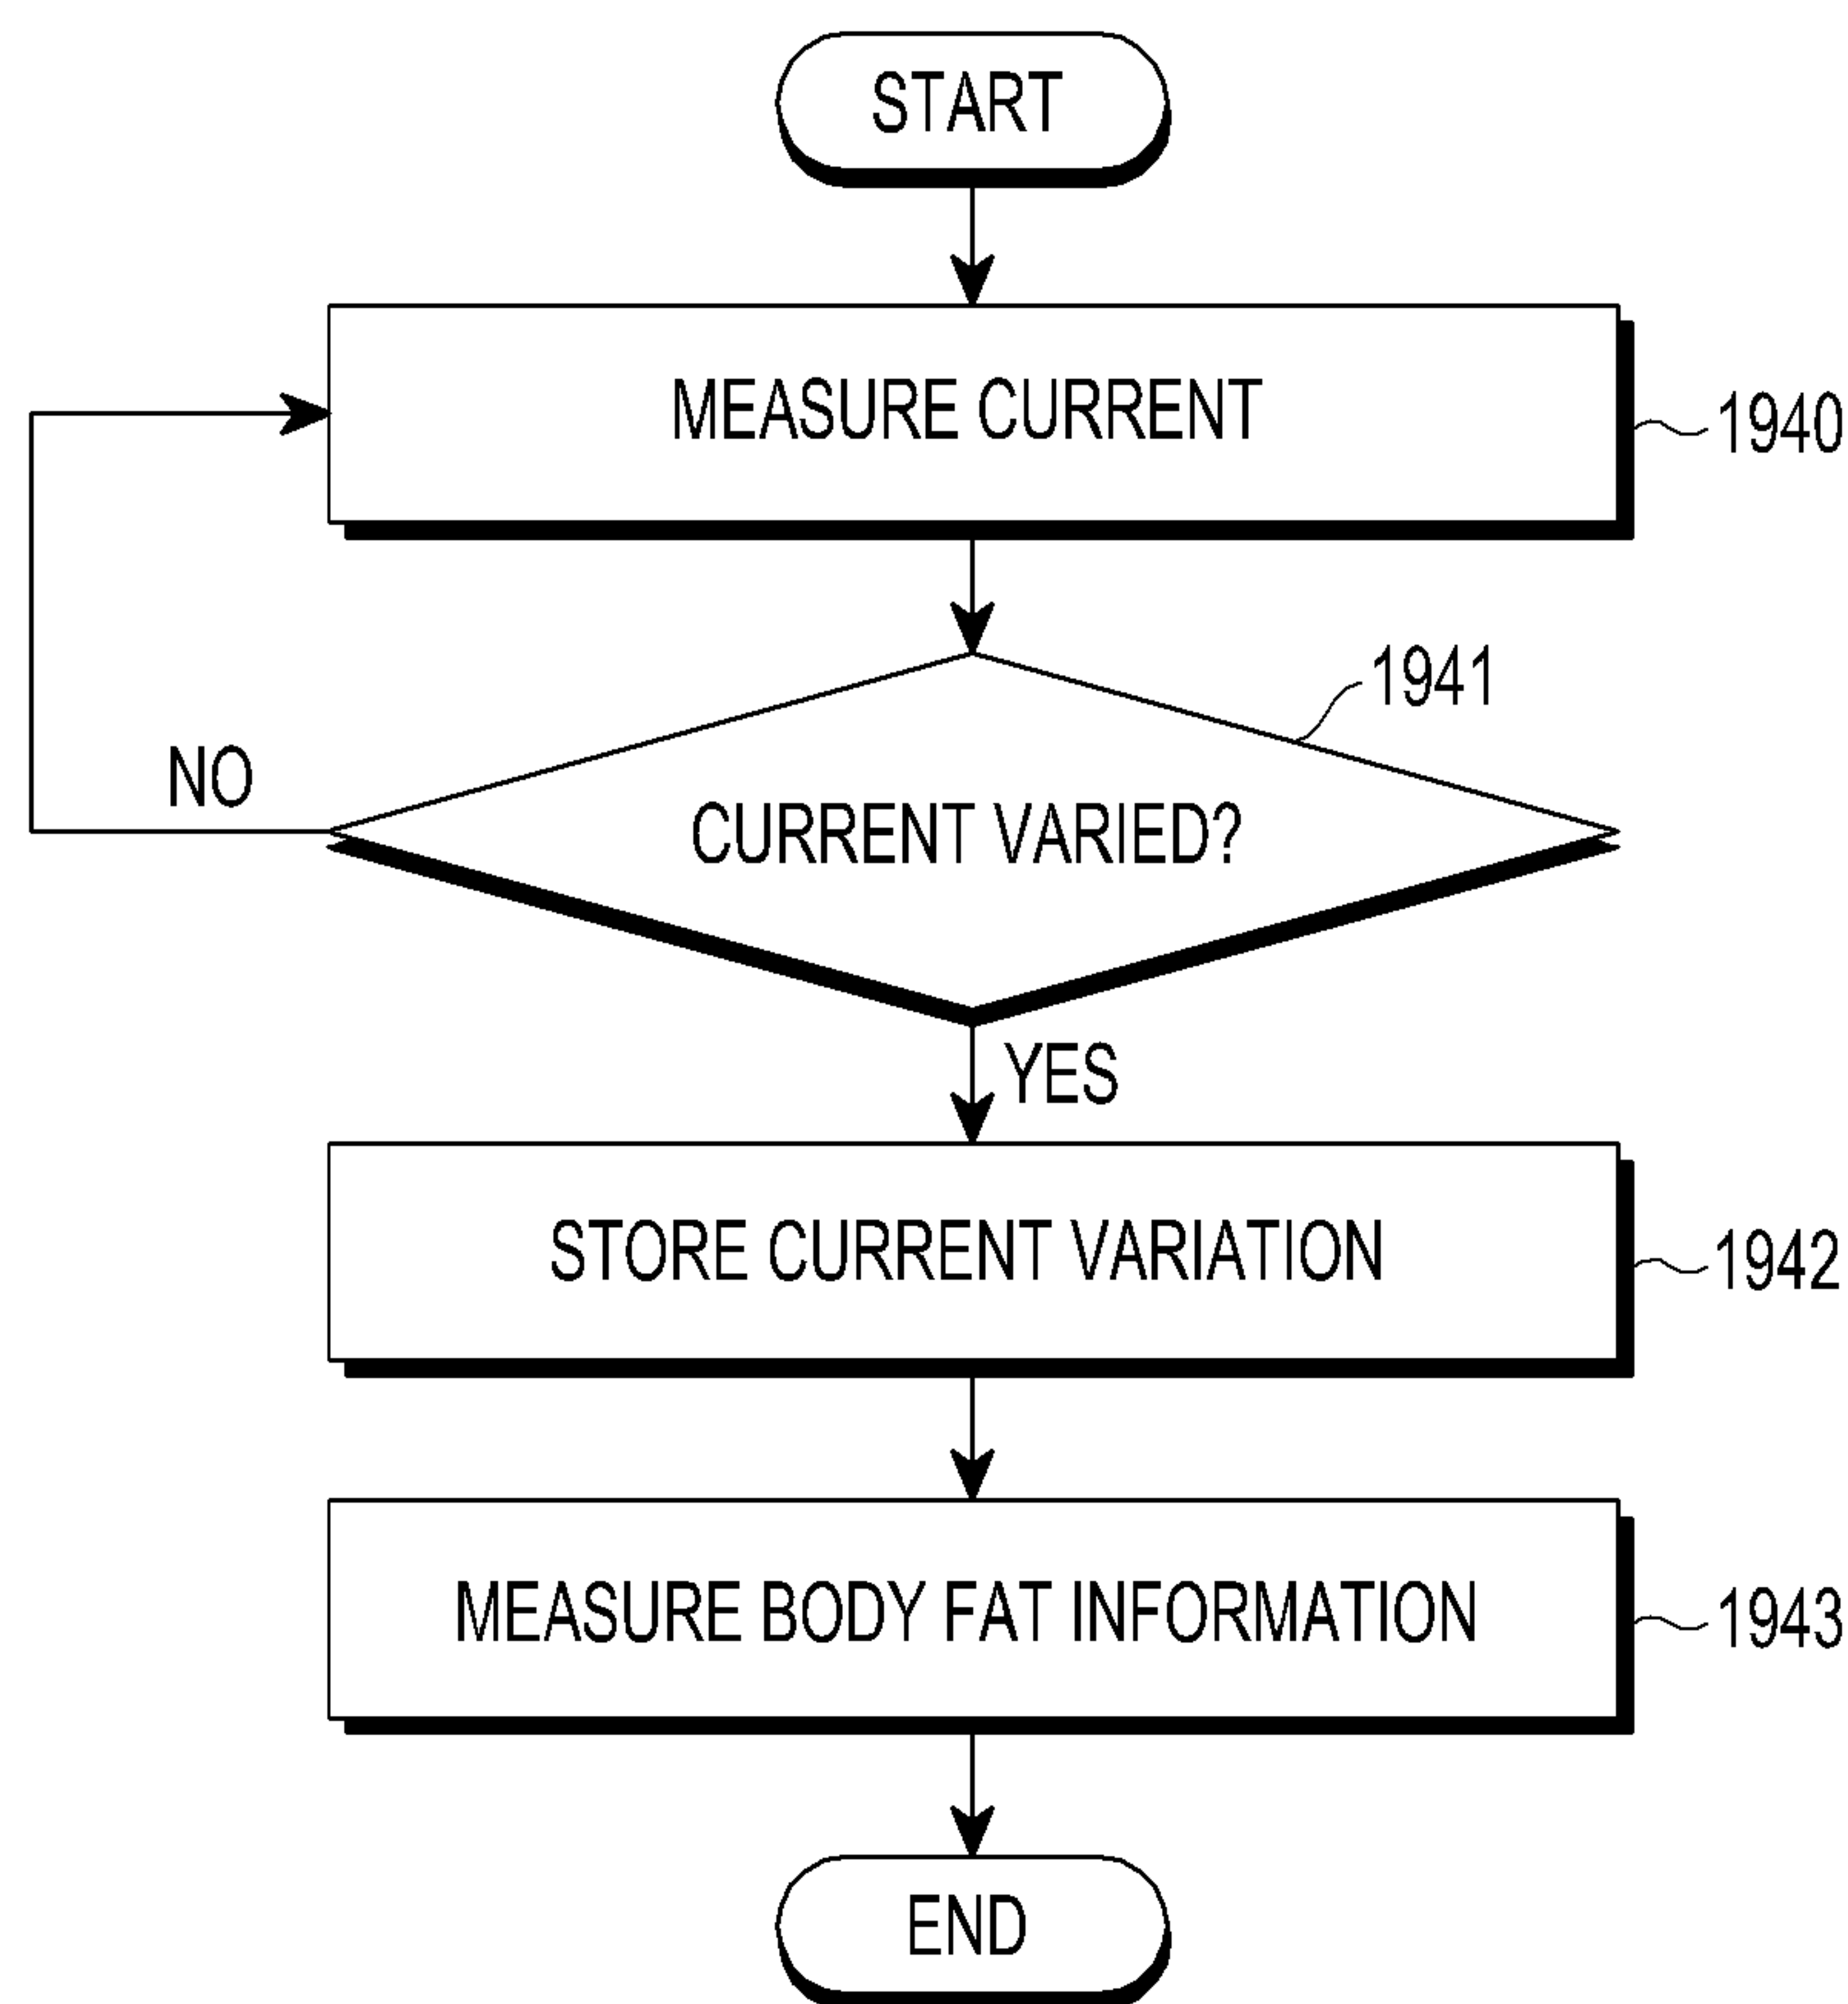 START
MEASURE CURRENT
1940
1941
NO
CURRENT VARIED?
YES
STORE CURRENT VARIATION
1942
MEASURE BODY FAT INFORMATION
1943
END